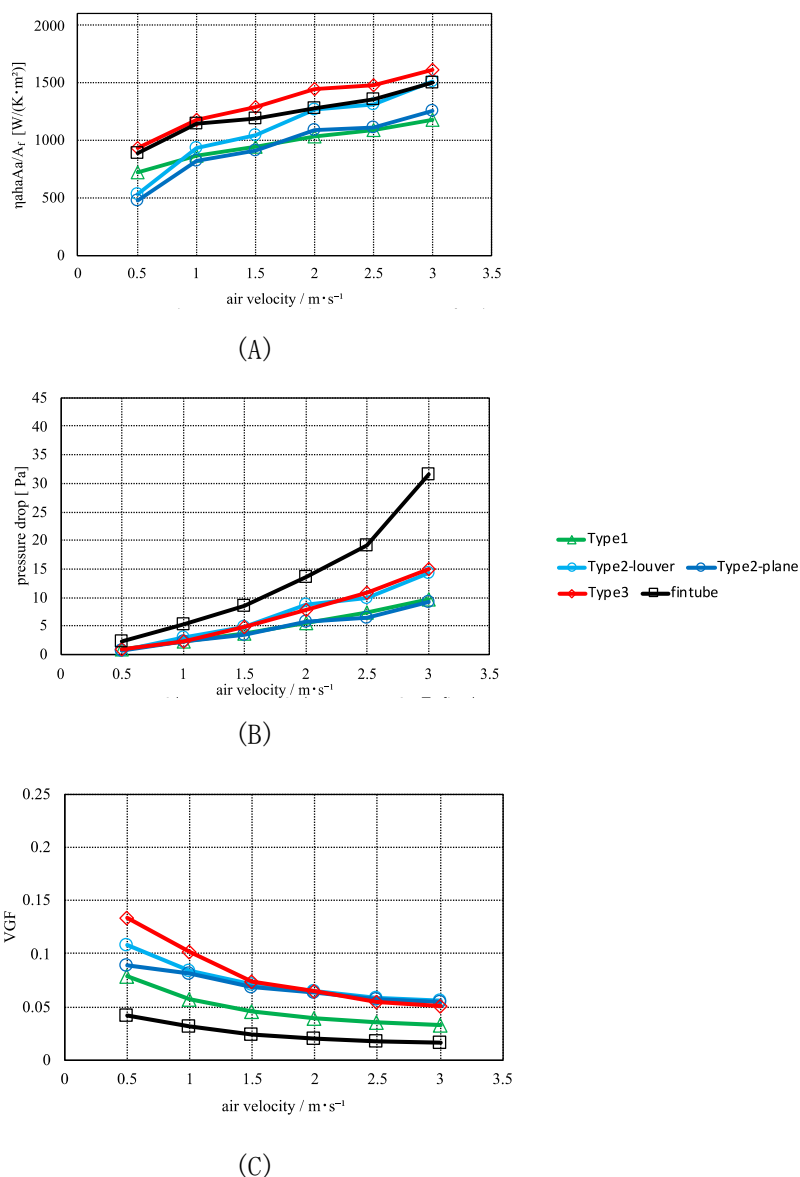 2000
1500
1000
500
0
ηahaAa/Af [W/(K・m²)]
0.5 1 1.5 2 2.5 3 3.5
air velocity / m・s⁻¹
(A)
45
40
35
30
25
20
15
10
5
0
pressure drop [ Pa]
0 0.5 1 1.5 2 2.5 3 3.5
air velocity / m・s⁻¹
(B)
Type1
Type2-louver Type2-plane
Type3 fintube
0.25
0.2
0.15
0.1
0.05
0
VGF
0 0.5 1 1.5 2 2.5 3 3.5
air velocity / m・s⁻¹
(C)